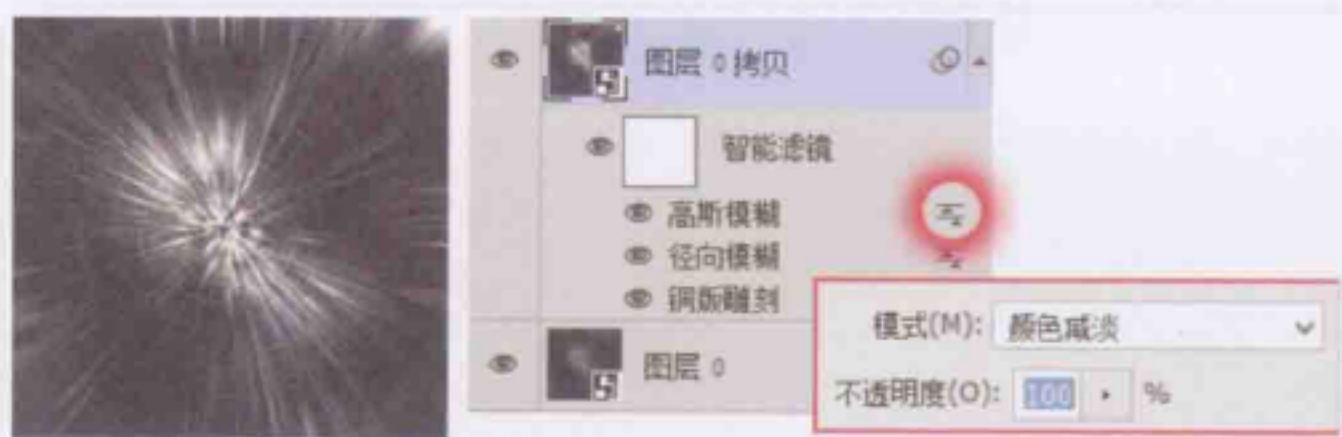 图层 0 拷贝
智能滤镜
高斯模糊
径向模糊
铜版雕刻
图层 0
模式(M): 颜色减淡
不透明度(O): 100 %